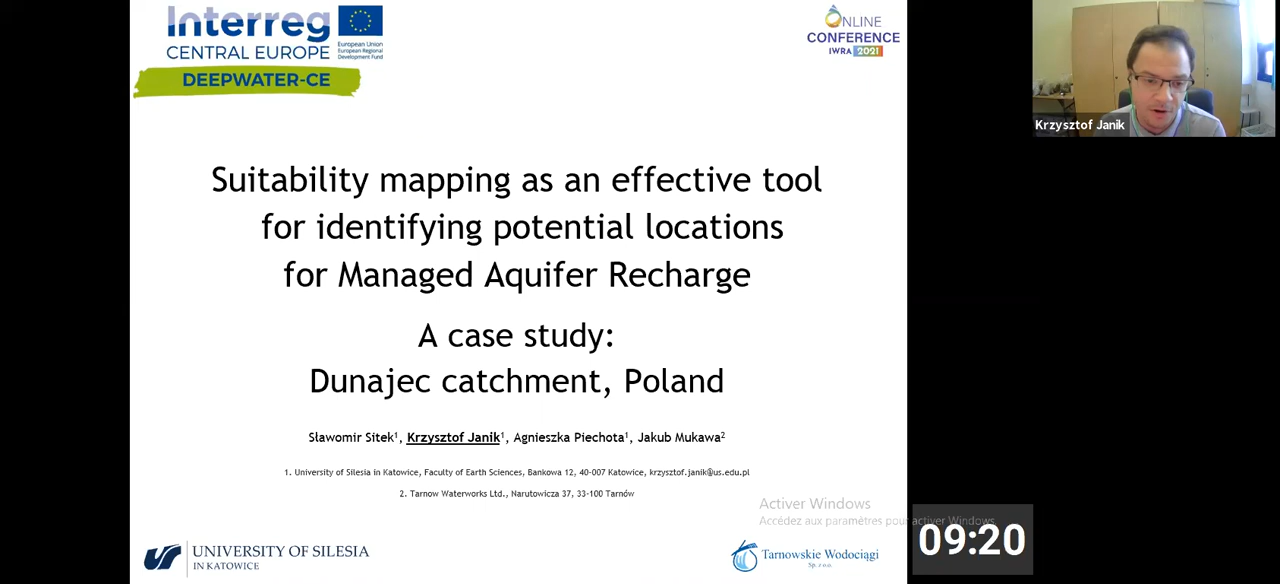 Interreg
CENTRAL EUROPE
European Union
European Regional
Development Fund
DEEPWATER-CE
ONLINE
CONFERENCE
IWRA 2021
Krzysztof Janik
Suitability mapping as an effective tool
for identifying potential locations
for Managed Aquifer Recharge
A case study:
Dunajec catchment, Poland
Sławomir Sitek¹, Krzysztof Janik¹, Agnieszka Piechota¹, Jakub Mukawa²
1. University of Silesia in Katowice, Faculty of Earth Sciences, Bankowa 12, 40-007 Katowice, krzysztof.janik@us.edu.pl
2. Tarnow Waterworks Ltd., Narutowicza 37, 33-100 Tarnów
Activer Windows
Accédez aux paramètres pour activer Windows.
09:20
UNIVERSITY OF SILESIA
IN KATOWICE
Tarnowskie Wodociągi
Sp. z o.o.